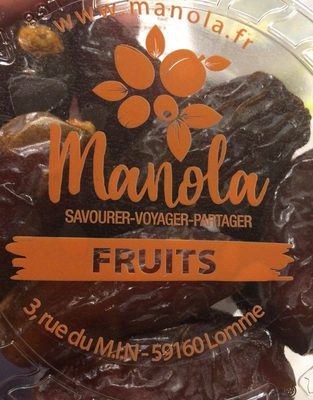 www.manola.fr
Manola
SAVOURER-VOYAGER-PARTAGER
FRUITS
3, rue du M.I.N - 59160 Lomme